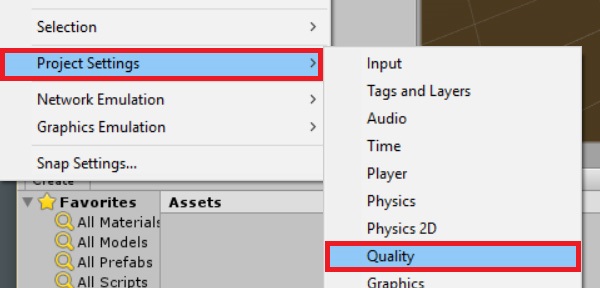 Selection
Project Settings
Network Emulation
Graphics Emulation
Snap Settings...
Input
Tags and Layers
Audio
Time
Player
Physics
Physics 2D
Quality
Graphics
Create
Favorites
All Materials
All Models
All Prefabs
All Scripts
Assets